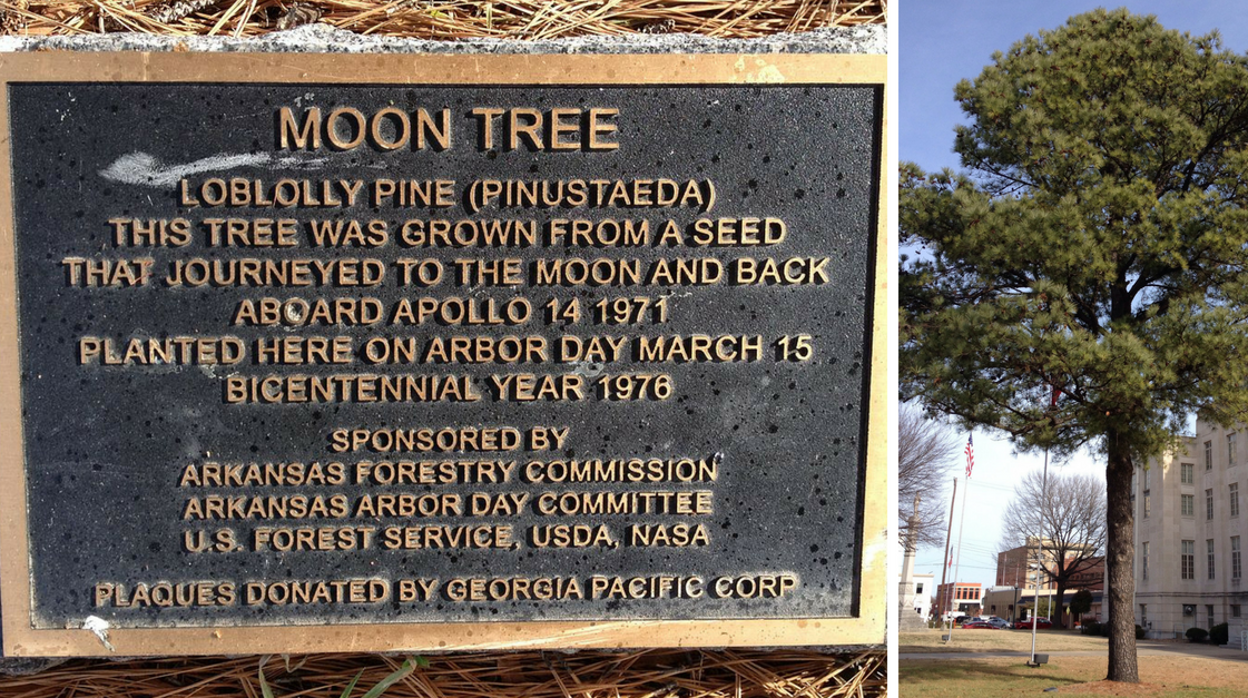 MOON TREE
LOBLOLLY PINE (PINUSTAEDA)
THIS TREE WAS GROWN FROM A SEED
THAT JOURNEYED TO THE MOON AND BACK
ABOARD APOLLO 14 1971
PLANTED HERE ON ARBOR DAY MARCH 15
BICENTENNIAL YEAR 1976
SPONSORED BY
ARKANSAS FORESTRY COMMISSION
ARKANSAS ARBOR DAY COMMITTEE
U.S. FOREST SERVICE, USDA, NASA
PLAQUES DONATED BY GEORGIA PACIFIC CORP